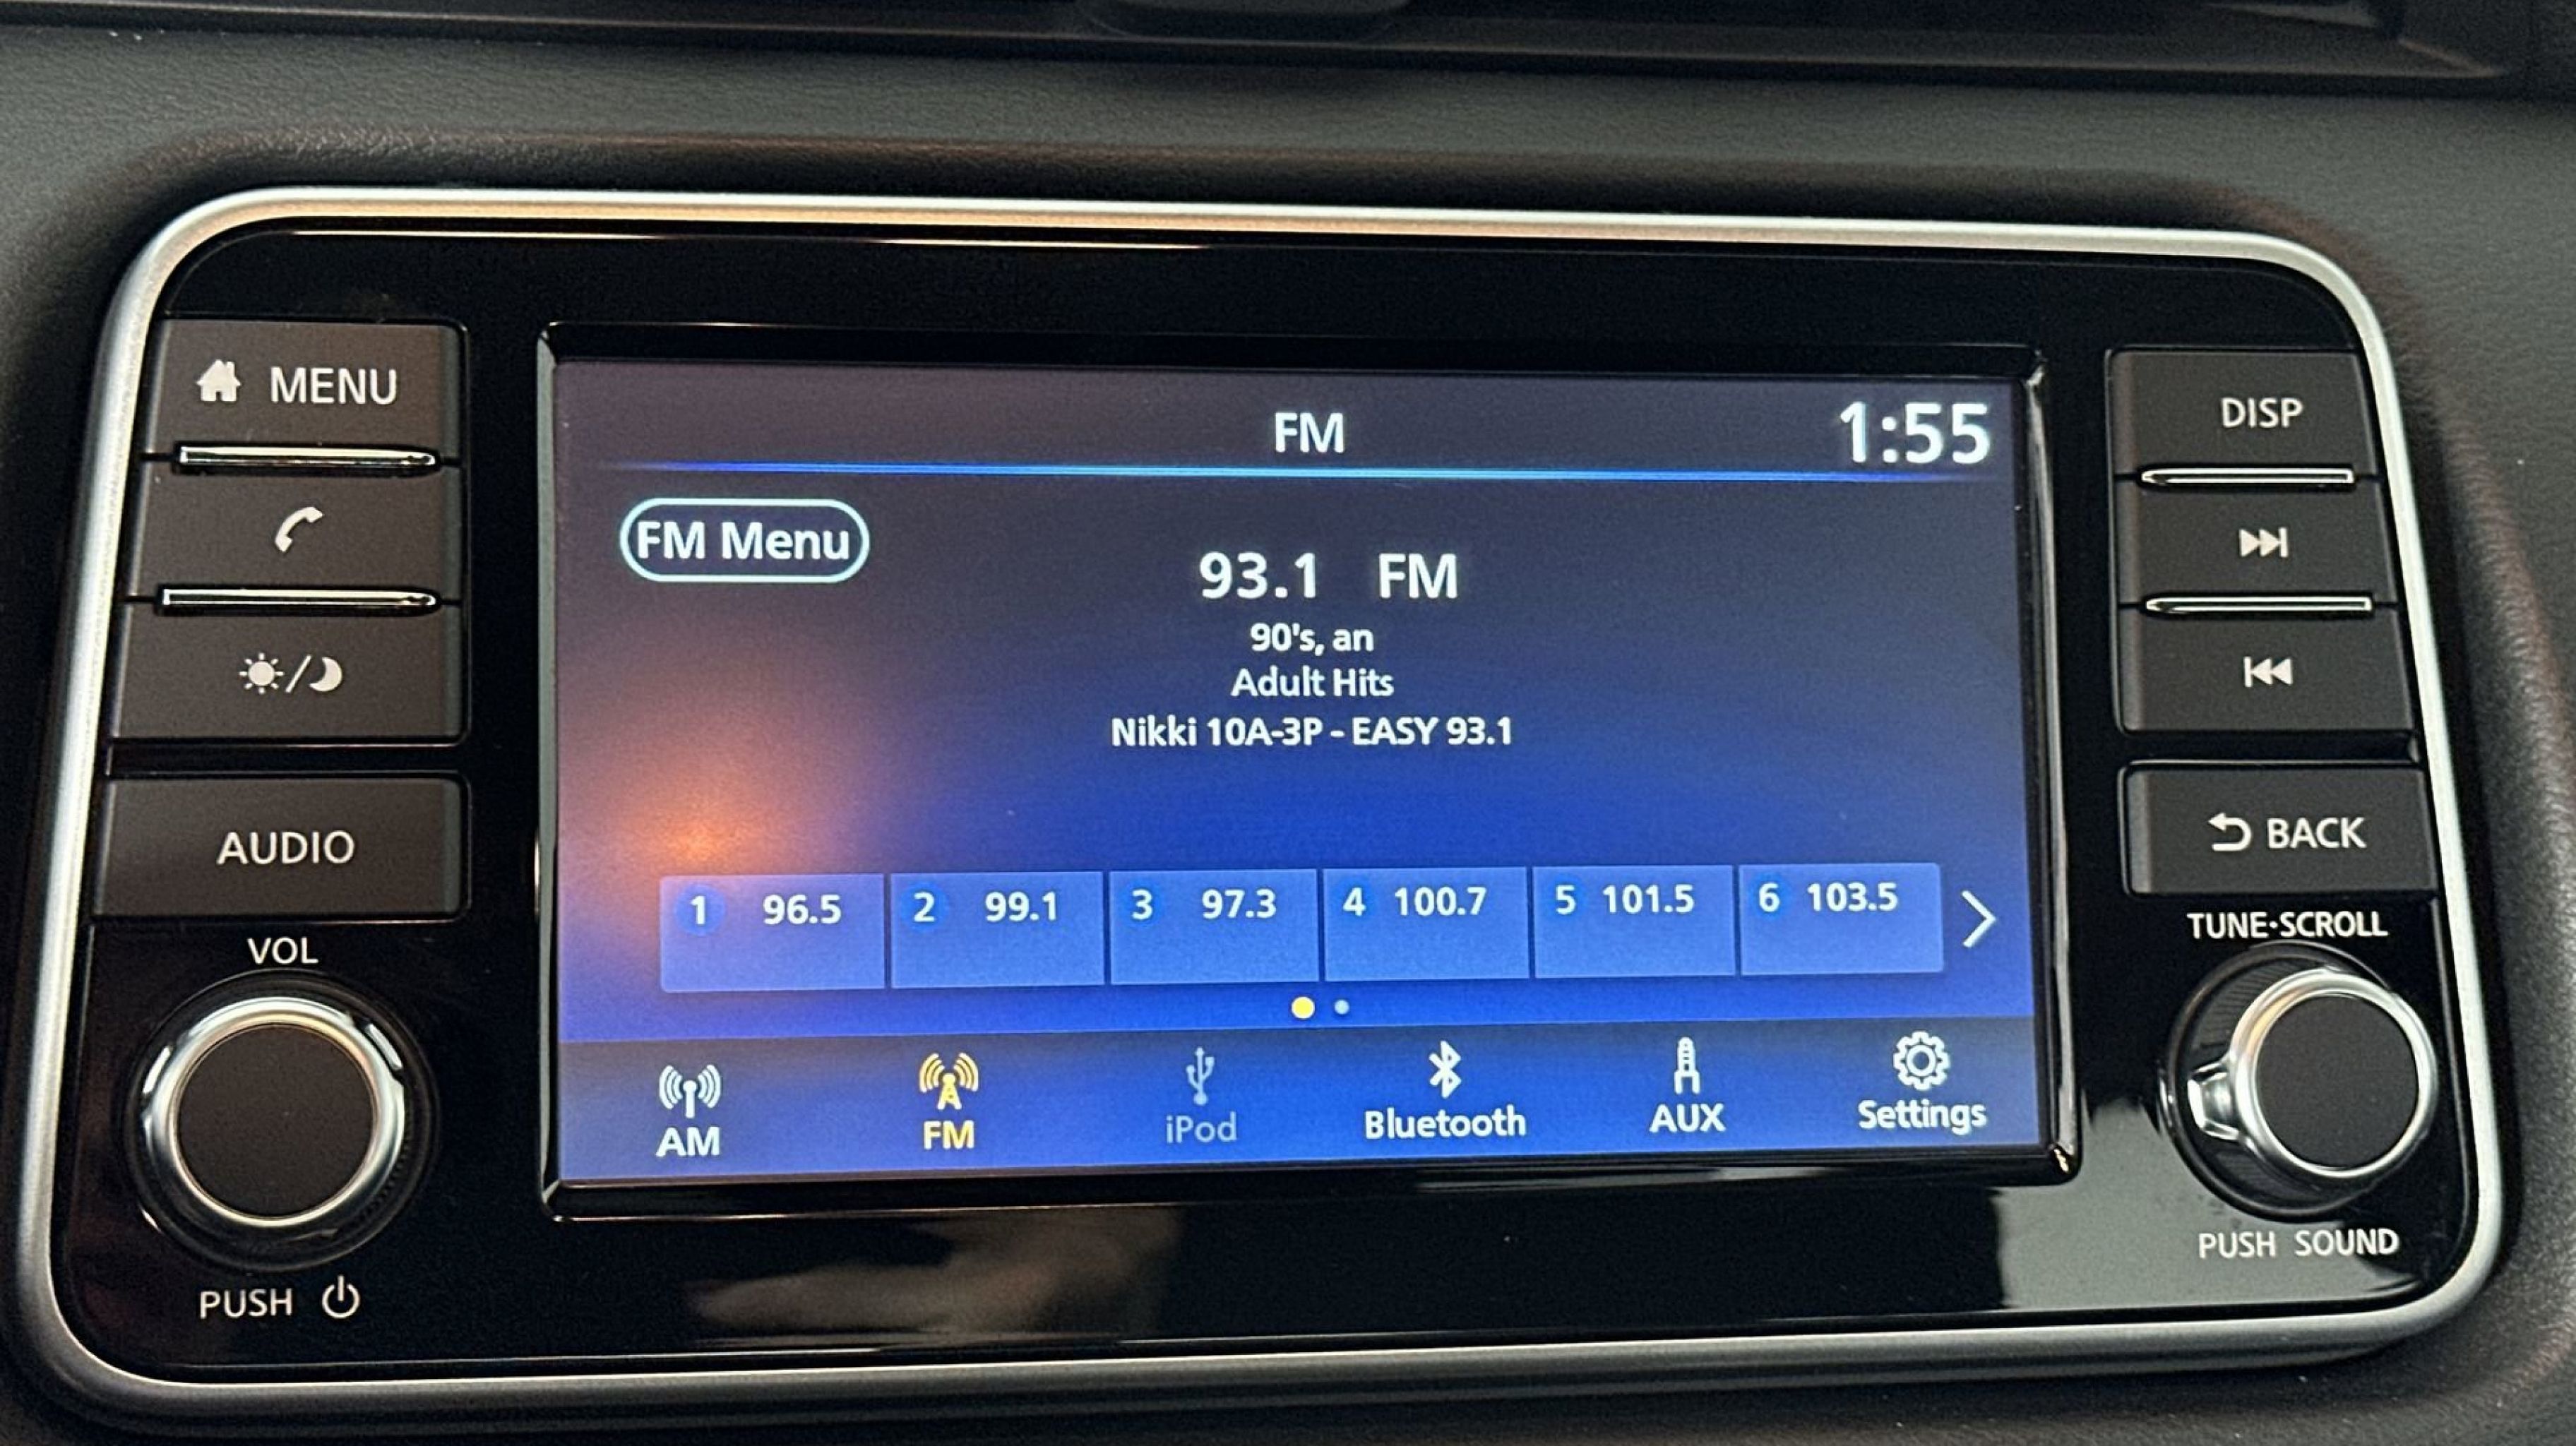 MENU
FM
1:55
DISP
FM Menu
93.1 FM
90's, an
Adult Hits
Nikki 10A-3P - EASY 93.1
AUDIO
BACK
1 96.5
2 99.1
3 97.3
4 100.7
5 101.5
6 103.5
VOL
TUNE·SCROLL
AM
FM
iPod
Bluetooth
AUX
Settings
PUSH
PUSH SOUND